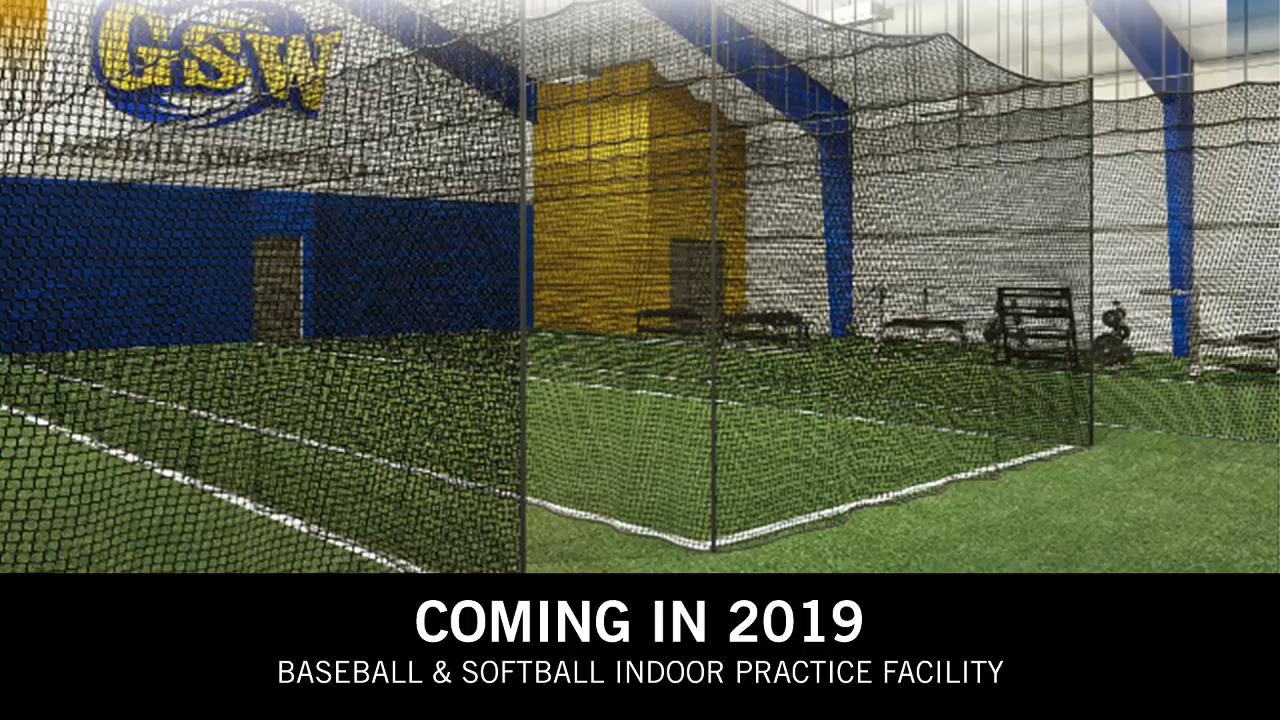 GSW
COMING IN 2019
BASEBALL & SOFTBALL INDOOR PRACTICE FACILITY